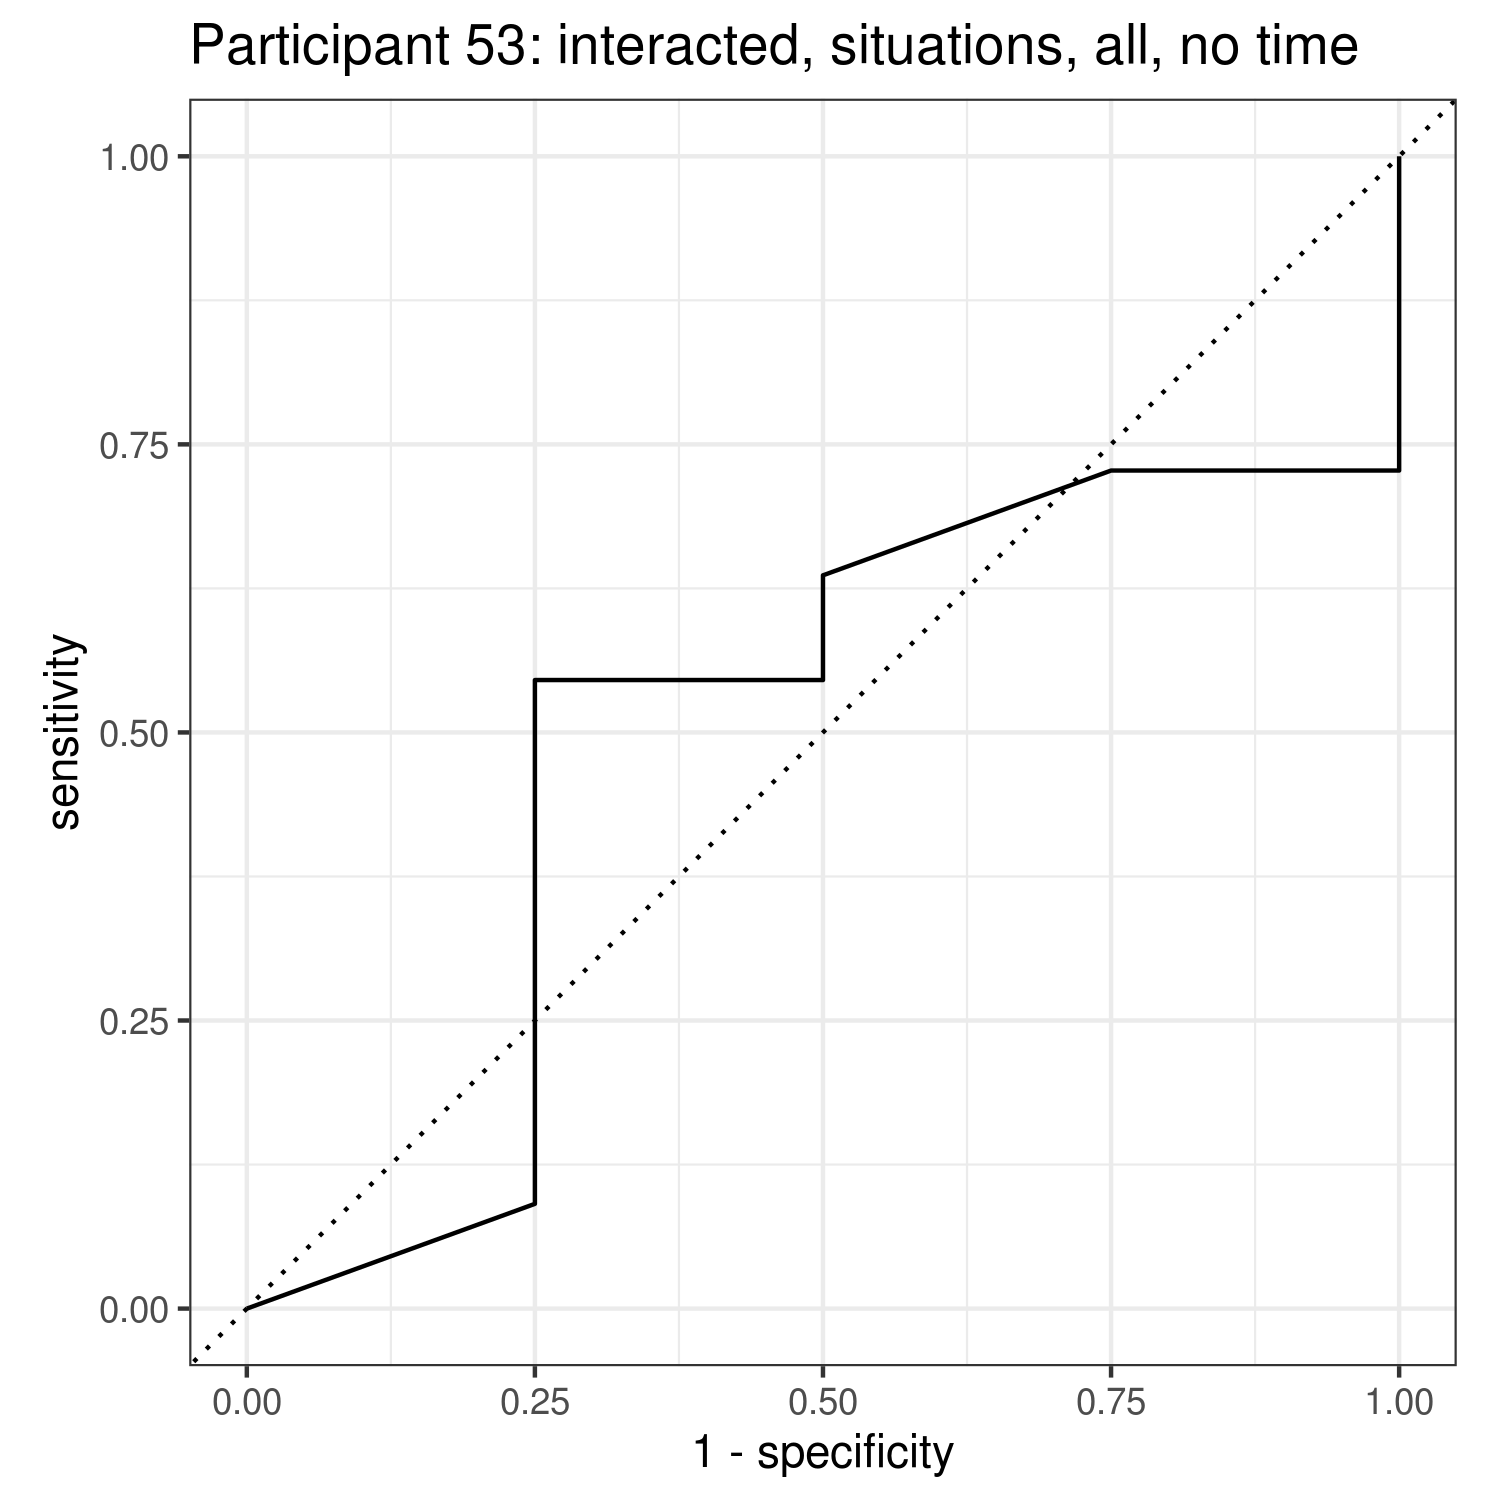 Participant 53: interacted, situations, all, no time
1.00
0.75
0.50
0.25
0.00
sensitivity
0.00 0.25 0.50 0.75 1.00
1 - specificity